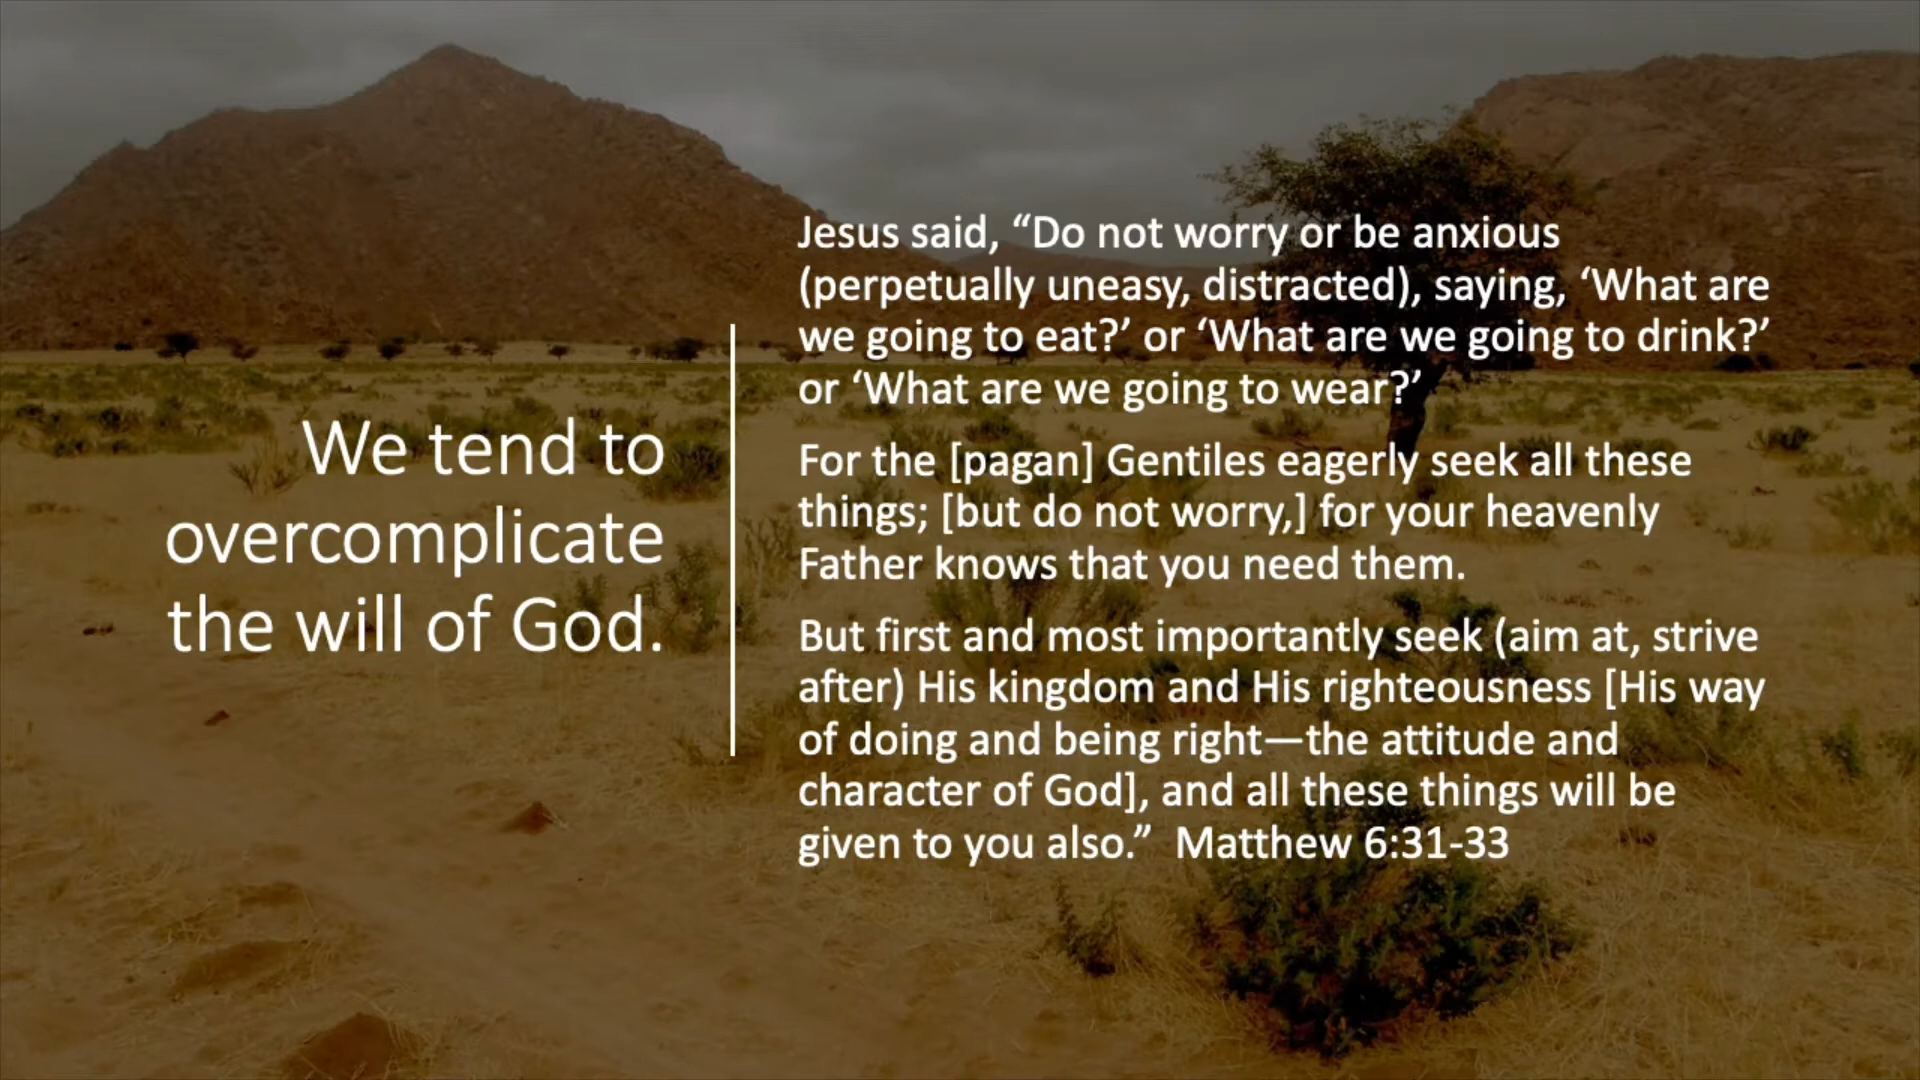 We tend to
overcomplicate
the will of God.
Jesus said, “Do not worry or be anxious
(perpetually uneasy, distracted), saying, ‘What are
we going to eat?’ or ‘What are we going to drink?’
or ‘What are we going to wear?’
For the [pagan] Gentiles eagerly seek all these
things; [but do not worry,] for your heavenly
Father knows that you need them.
But first and most importantly seek (aim at, strive
after) His kingdom and His righteousness [His way
of doing and being right—the attitude and
character of God], and all these things will be
given to you also.”  Matthew 6:31-33